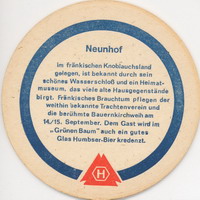 Neunhof
im fränkischen Knoblauchsland
gelegen, ist bekannt durch sein
schönes Wasserschloß und ein Heimat-
museum, das viele alte Hausgegenstände
birgt. Fränkisches Brauchtum pflegen der
weithin bekannte Trachtenverein und
die berühmte Bauernkirchweih am
14./15. September. Dem Gast wird im
„Grünen Baum" auch ein gutes
Glas Humbser-Bier kredenzt.
H